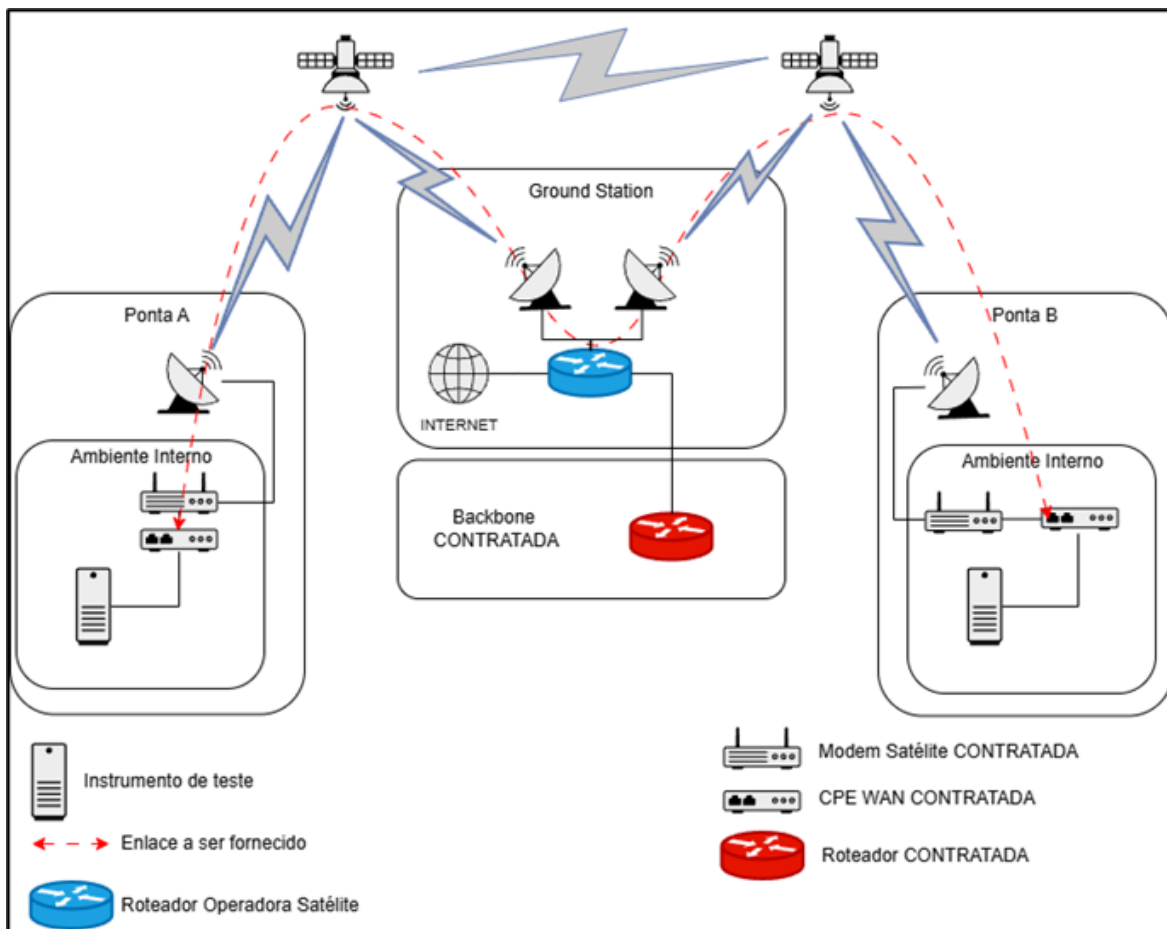 Ground Station
Ponta A
Ponta B
INTERNET
Ambiente Interno
Ambiente Interno
Backbone
CONTRATADA
Instrumento de teste
Enlace a ser fornecido
Roteador Operadora Satélite
Modem Satélite CONTRATADA
CPE WAN CONTRATADA
Roteador CONTRATADA